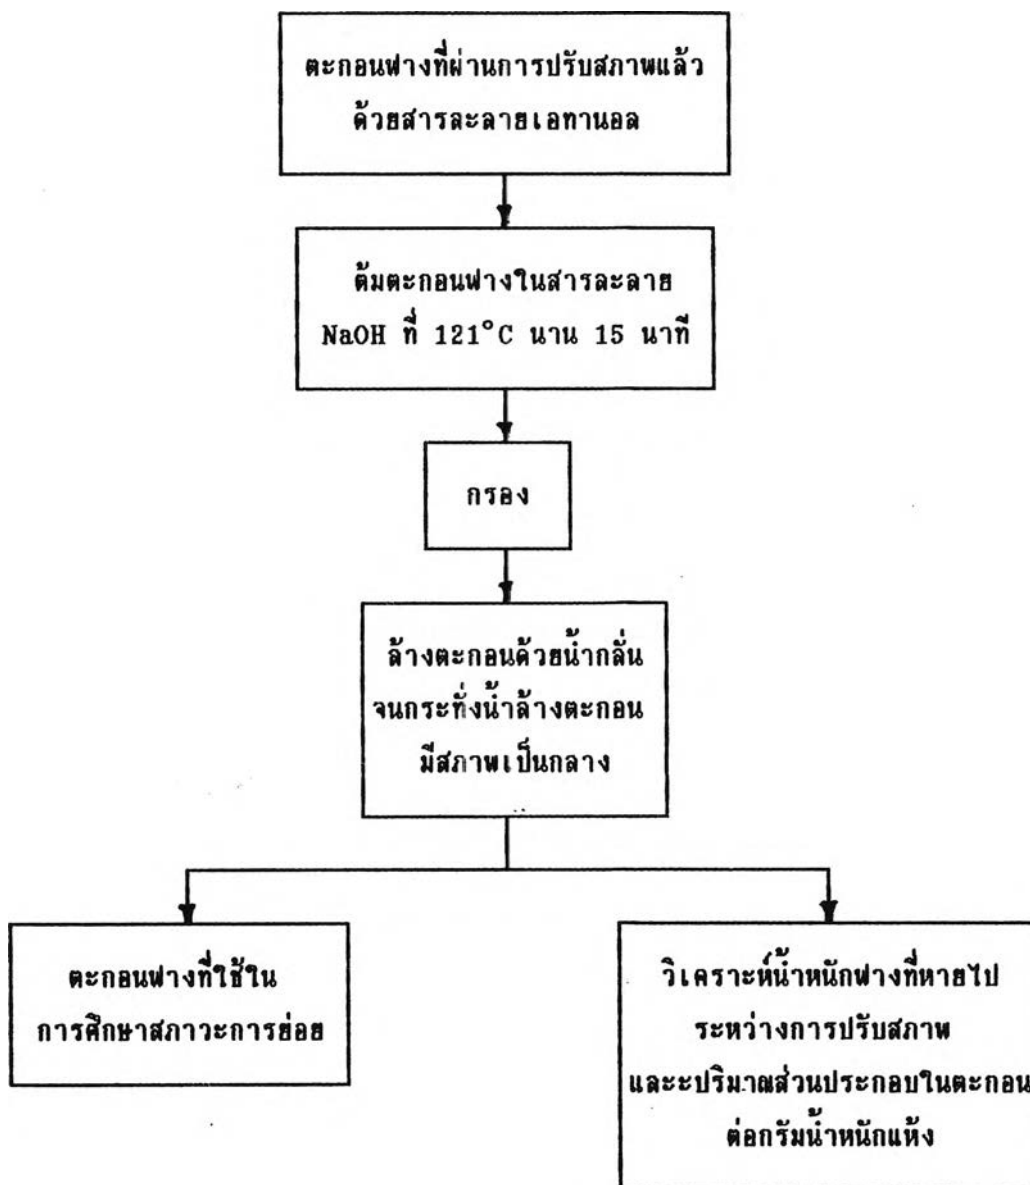 ตะกอนฟางที่ผ่านการปรับสภาพแล้ว
ด้วยสารละลายเอทานอล
ต้มตะกอนฟางในสารละลาย
NaOH ที่ 121°C นาน 15 นาที
กรอง
ล้างตะกอนด้วยน้ำกลั่น
จนกระทั่งน้ำล้างตะกอน
มีสภาพเป็นกลาง
ตะกอนฟางที่ใช้ใน
การศึกษาสภาวะการย่อย
วิเคราะห์น้ำหนักฟางที่หายไป
ระหว่างการปรับสภาพ
และะปริมาณส่วนประกอบในตะกอน
ต่อกรัมน้ำหนักแห้ง